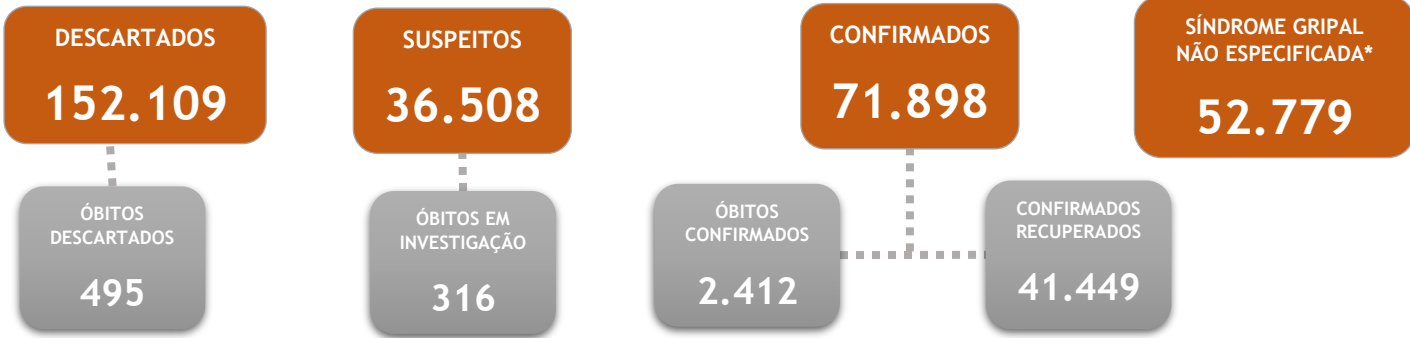 DESCARTADOS
152.109
SUSPEITOS
36.508
CONFIRMADOS
71.898
SÍNDROME GRIPAL
NÃO ESPECIFICADA*
52.779
ÓBITOS
DESCARTADOS
495
ÓBITOS EM
INVESTIGAÇÃO
316
ÓBITOS
CONFIRMADOS
2.412
CONFIRMADOS
RECUPERADOS
41.449